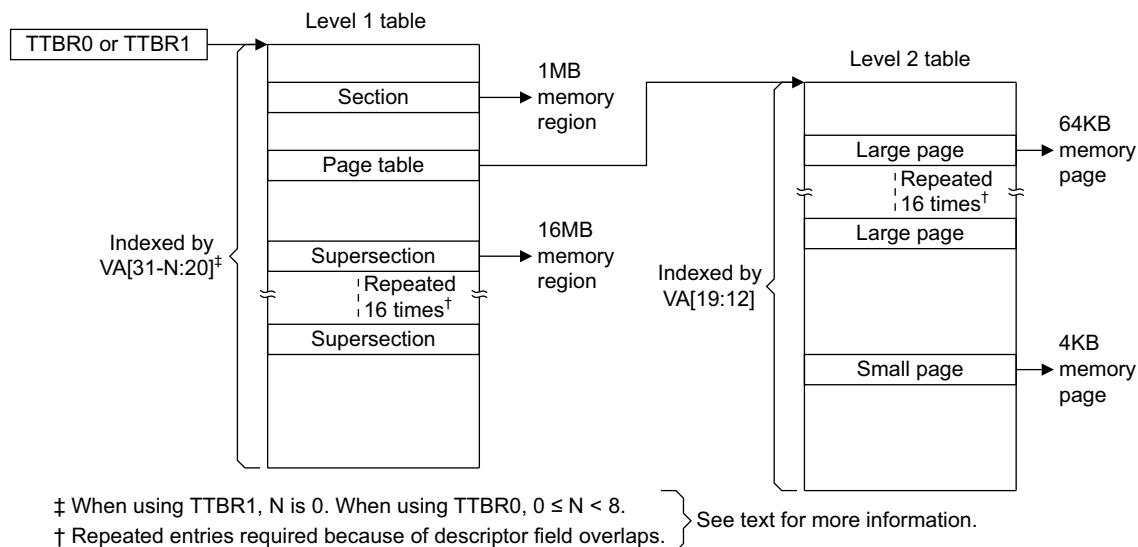 Level 1 table
TTBR0 or TTBR1
Level 2 table
Section
1MB
memory
region
Page table
Large page
64KB
memory
page
Repeated
16 times†
Large page
Indexed by
VA[31-N:20]‡
Supersection
16MB
memory
region
Repeated
16 times†
Supersection
Indexed by
VA[19:12]
Small page
4KB
memory
page
‡ When using TTBR1, N is 0. When using TTBR0, 0 ≤ N < 8.
† Repeated entries required because of descriptor field overlaps.
See text for more information.